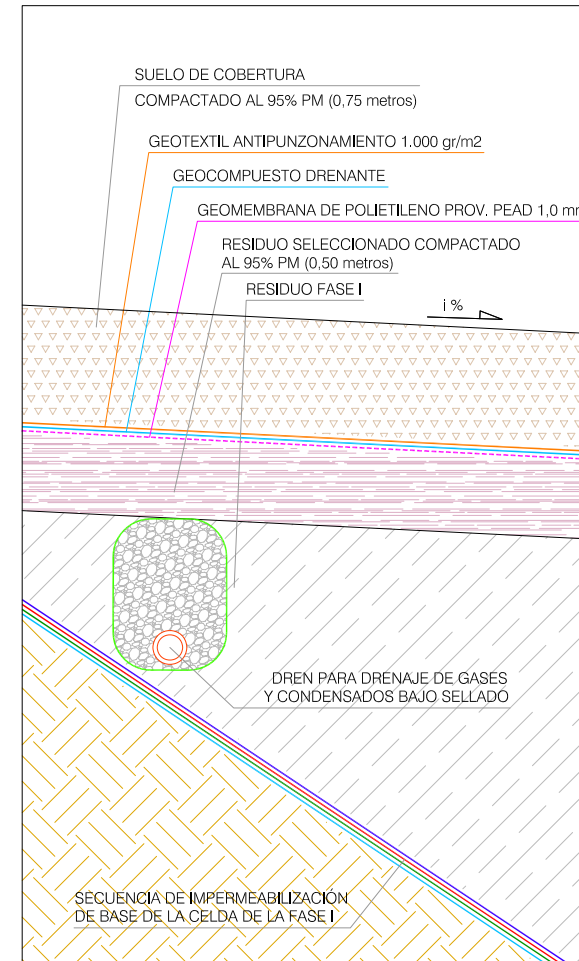 SUELO DE COBERTURA
COMPACTADO AL 95% PM (0,75 metros)
GEOTEXTIL ANTIPUNZONAMIENTO 1.000 gr/m2
GEOCOMPUESTO DRENANTE
GEOMEMBRANA DE POLIETILENO PROV. PEAD 1,0 mm
RESIDUO SELECCIONADO COMPACTADO
AL 95% PM (0,50 metros)
RESIDUO FASE I
i %
DREN PARA DRENAJE DE GASES
Y CONDENSADOS BAJO SELLADO
SECUENCIA DE IMPERMEABILIZACIÓN
DE BASE DE LA CELDA DE LA FASE I